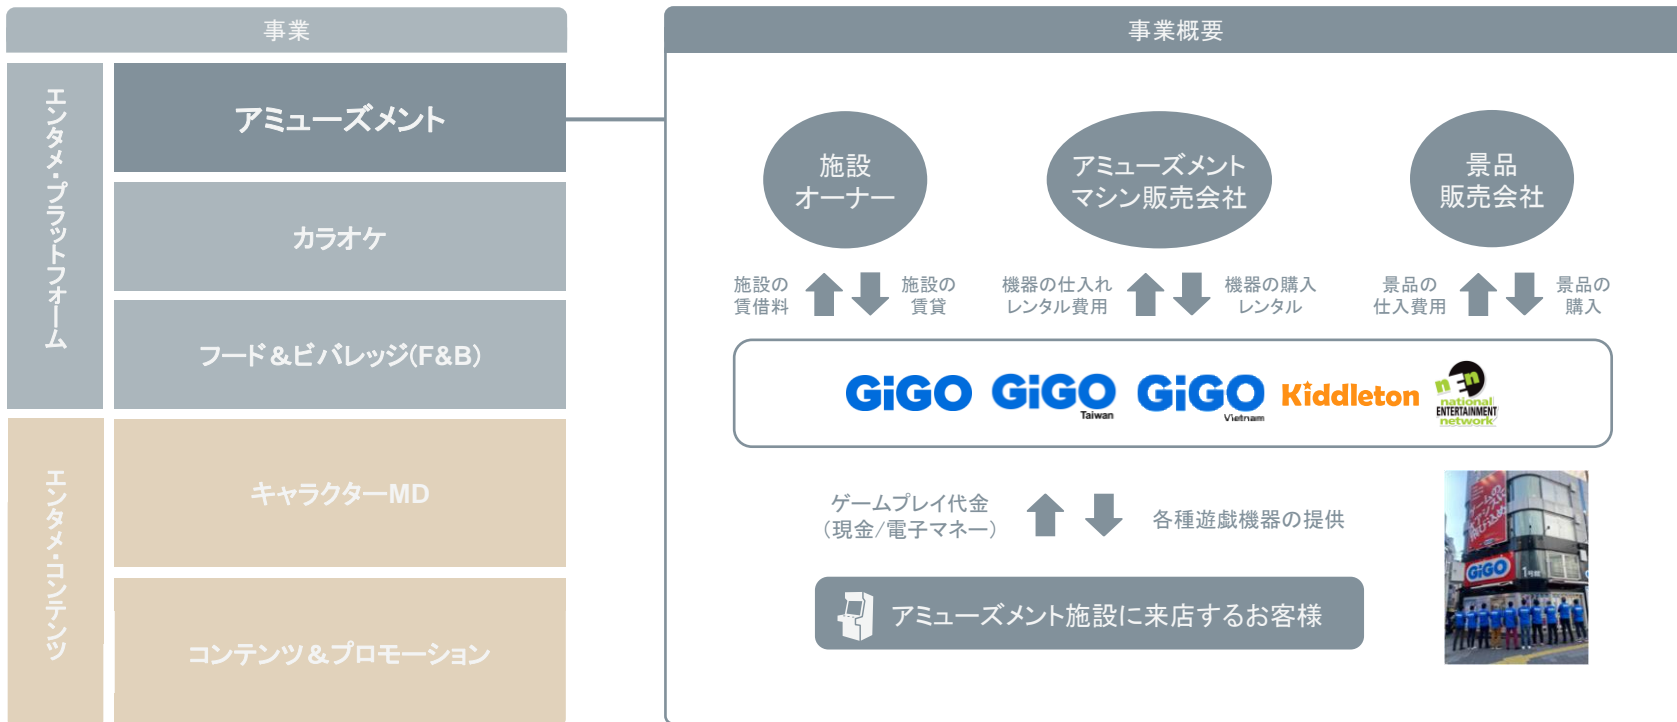 事業
事業概要
エンタメ・プラットフォーム
アミューズメント
カラオケ
フード＆ビバレッジ(F&B)
エンタメ・コンテンツ
キャラクターMD
コンテンツ＆プロモーション
施設
オーナー
アミューズメント
マシン販売会社
景品
販売会社
施設の
賃借料
施設の
賃貸
機器の仕入れ
レンタル費用
機器の購入
レンタル
景品の
仕入費用
景品の
購入
GiGO
GiGO
Taiwan
GiGO
Vietnam
Kiddleton
nEn
national
ENTERTAINMENT
network
ゲームプレイ代金
（現金/電子マネー）
各種遊戯機器の提供
GiGO
アミューズメント施設に来店するお客様